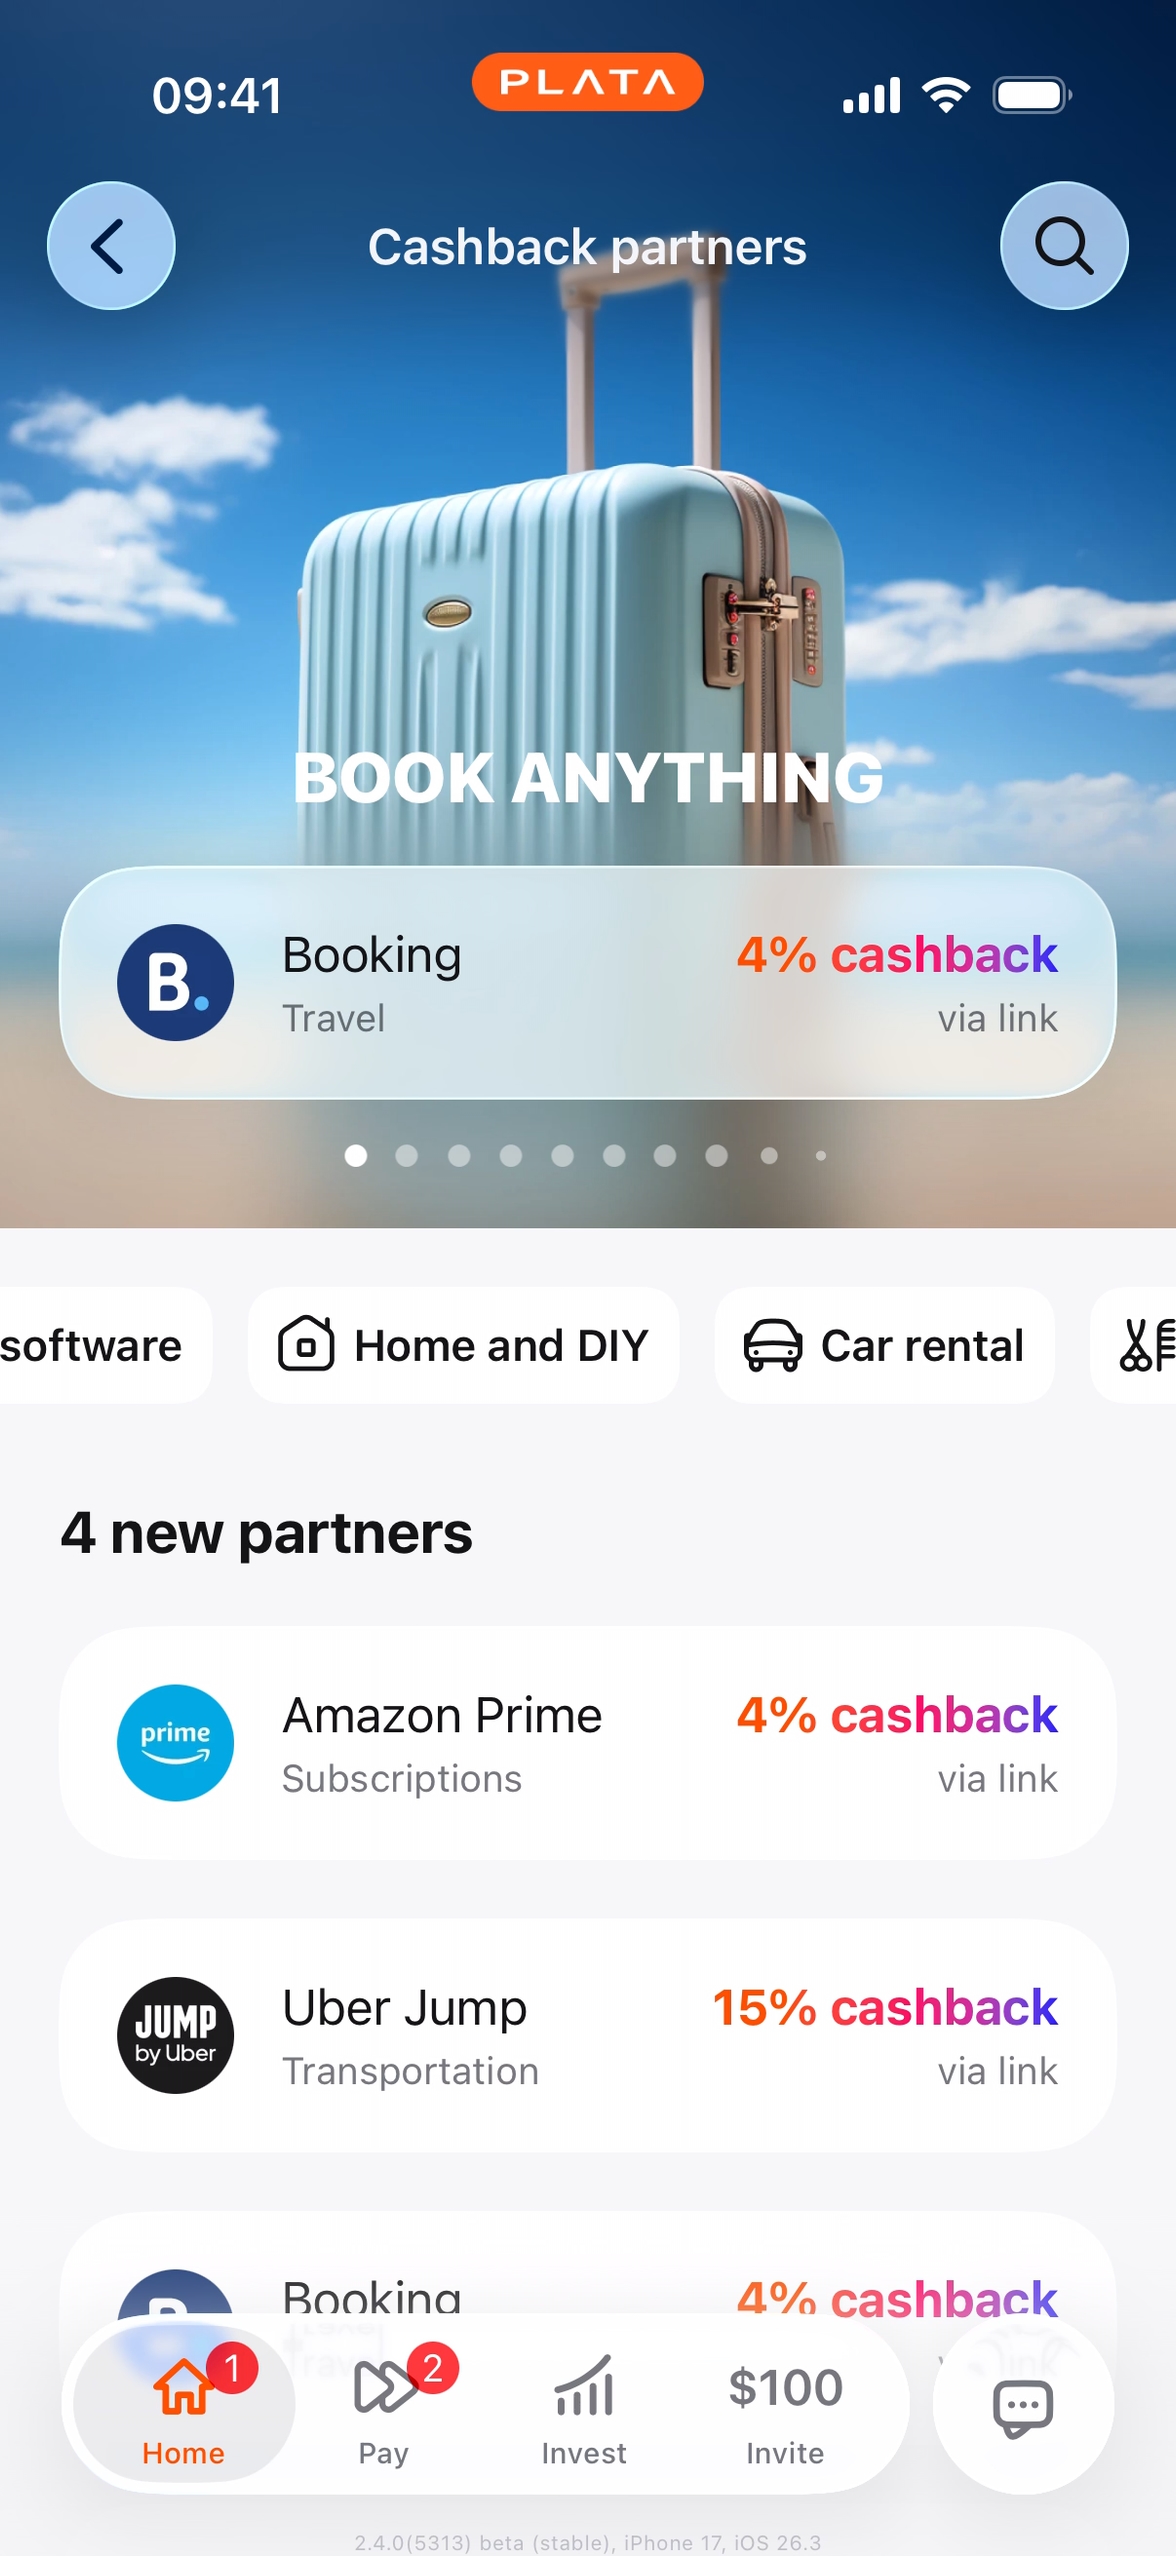 09:41
PLATA
Cashback partners
BOOK ANYTHING
B.
Booking
4% cashback
Travel
via link
software
Home and DIY
Car rental
4 new partners
prime
Amazon Prime
4% cashback
Subscriptions
via link
JUMP
by Uber
Uber Jump
15% cashback
Transportation
via link
Booking
4% cashback
1
2
$100
Home
Pay
Invest
Invite
2.4.0(5313) beta (stable), iPhone 17, iOS 26.3